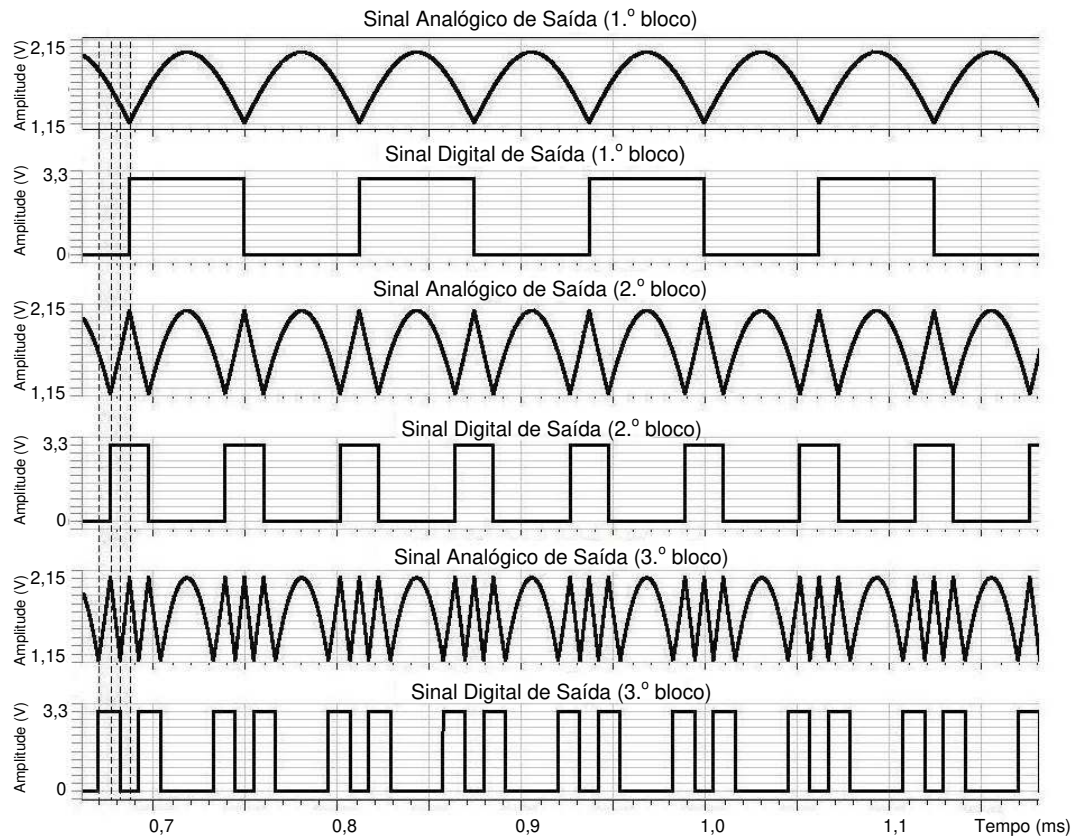 Sinal Analógico de Saída (1.º bloco)
Amplitude (V)
2,15
1,15
Sinal Digital de Saída (1.º bloco)
Amplitude (V)
3,3
0
Sinal Analógico de Saída (2.º bloco)
Amplitude (V)
2,15
1,15
Sinal Digital de Saída (2.º bloco)
Amplitude (V)
3,3
0
Sinal Analógico de Saída (3.º bloco)
Amplitude (V)
2,15
1,15
Sinal Digital de Saída (3.º bloco)
Amplitude (V)
3,3
0
0,7 0,8 0,9 1,0 1,1 Tempo (ms)